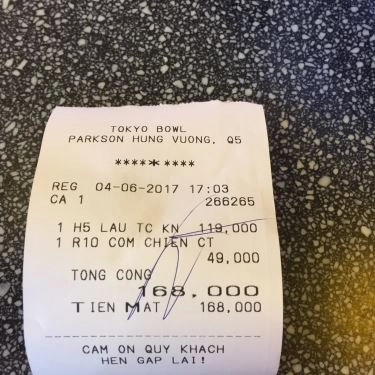 TOKYO BOWL
PARKSON HUNG VUONG, Q5
*********
REG 04-06-2017 17:03
CA 1 266265
1 H5 LAU TC KN 119,000
1 R10 COM CHIEN CT
49,000
TONG CONG
168,000
TIEN MAT 168,000
CAM ON QUY KHACH
HEN GAP LAI!